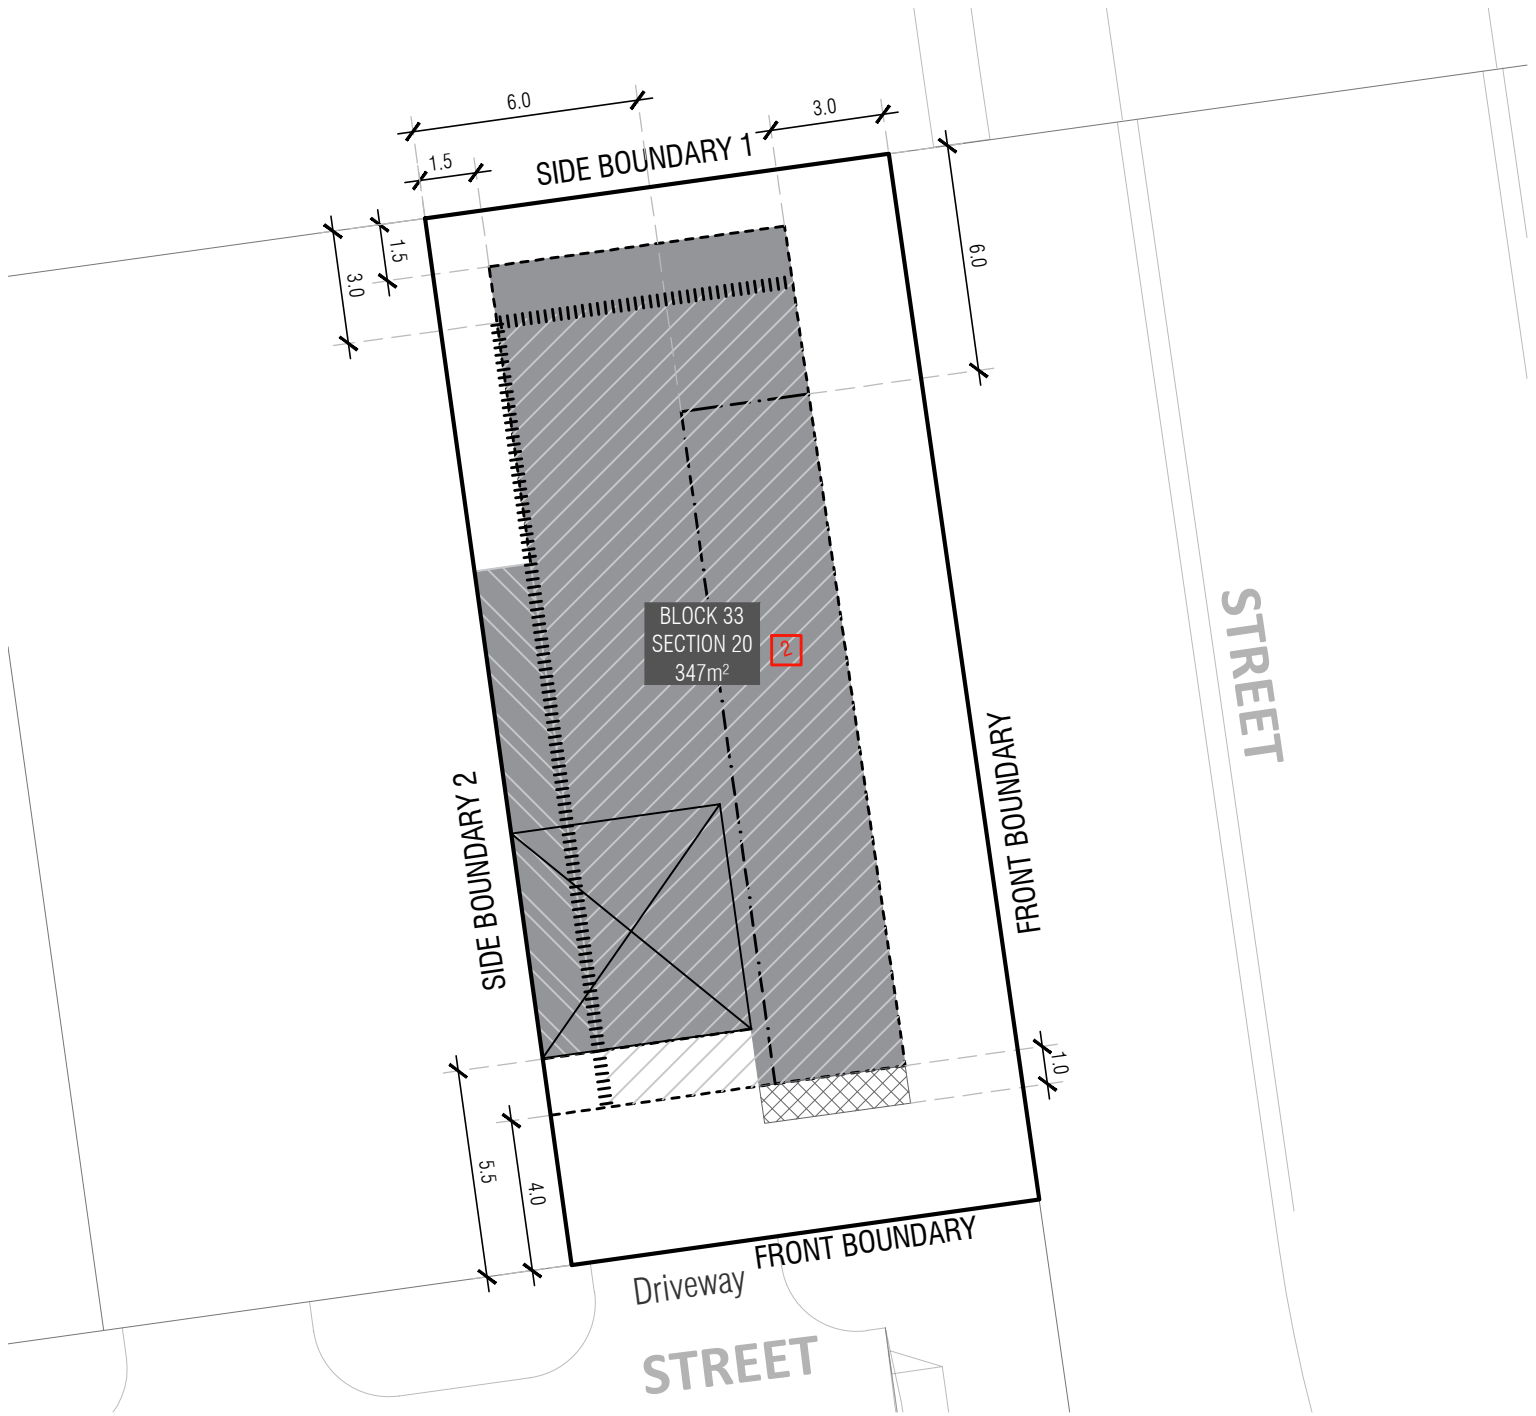 6.0
3.0
1.5
SIDE BOUNDARY 1
1.5
3.0
6.0
BLOCK 33
SECTION 20
347m²
2
STREET
SIDE BOUNDARY 2
FRONT BOUNDARY
1.0
5.5
4.0
FRONT BOUNDARY
Driveway
STREET